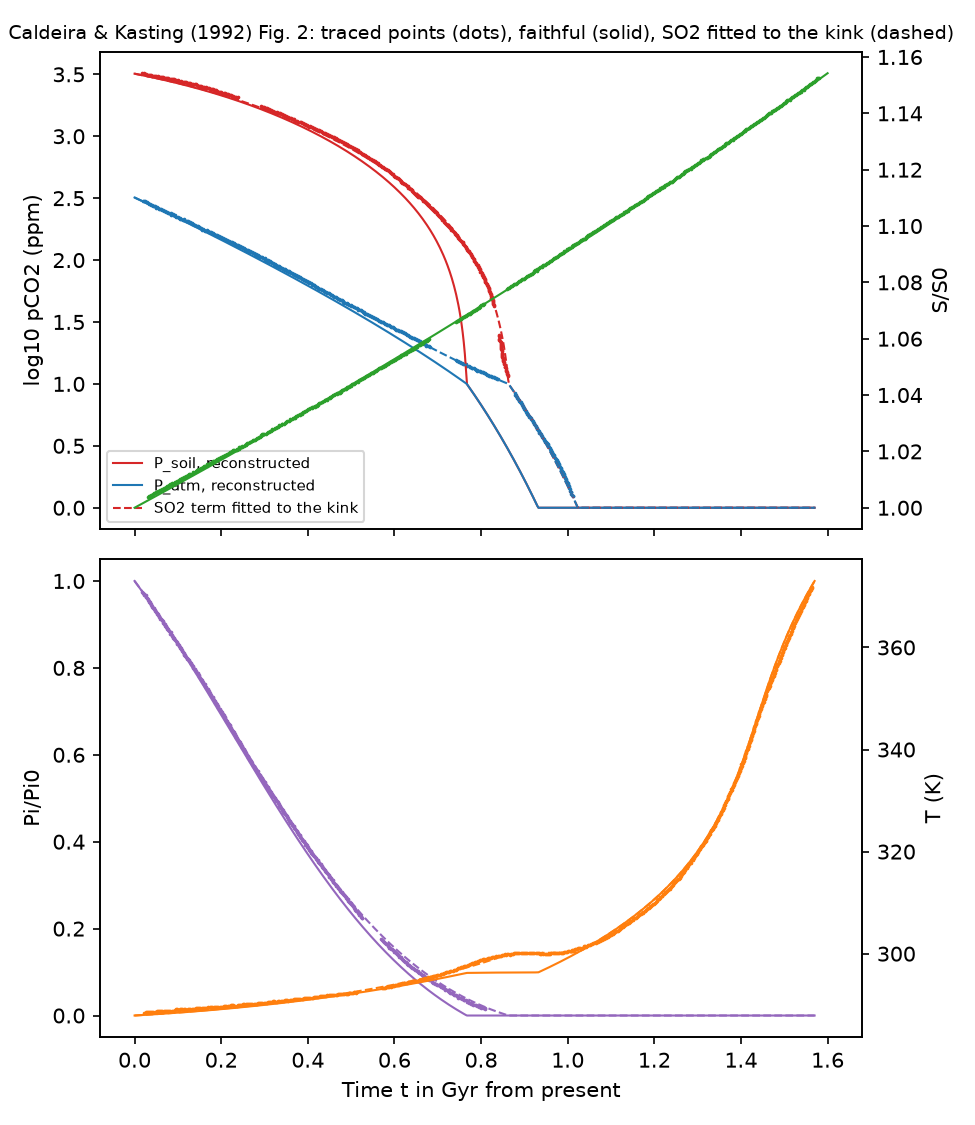 Caldeira & Kasting (1992) Fig. 2: traced points (dots), faithful (solid), SO2 fitted to the kink (dashed)
3.5
3.0
2.5
2.0
1.5
1.0
0.5
0.0
log10 pCO2 (ppm)
1.16
1.14
1.12
1.10
1.08
1.06
1.04
1.02
1.00
S/S0
P_soil, reconstructed
P_atm, reconstructed
SO2 term fitted to the kink
1.0
0.8
0.6
0.4
0.2
0.0
Pi/Pi0
360
340
320
300
T (K)
0.0 0.2 0.4 0.6 0.8 1.0 1.2 1.4 1.6
Time t in Gyr from present